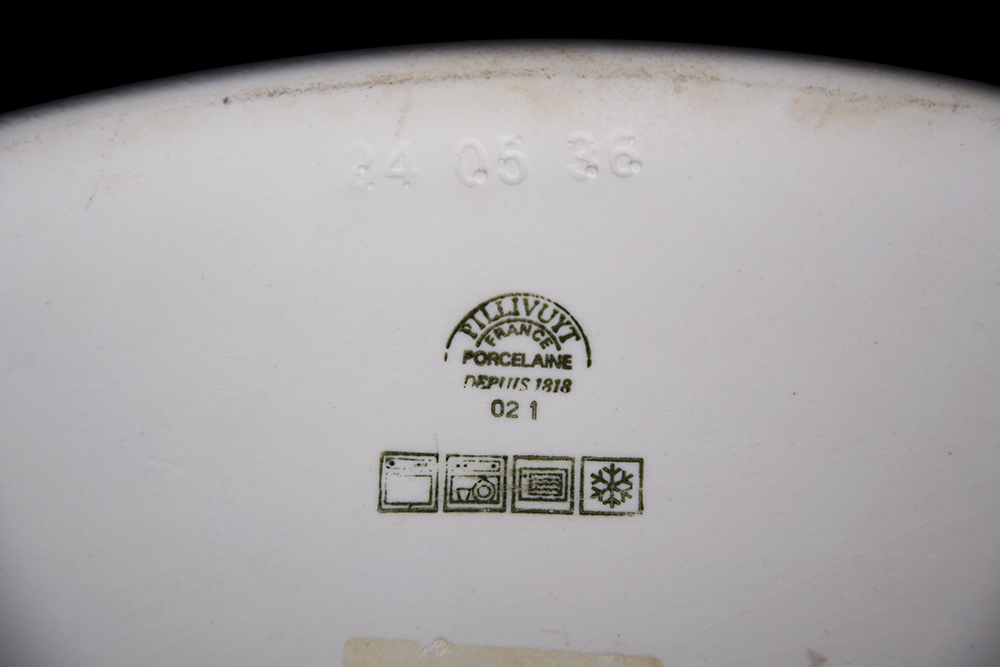 24 05 36
PILLIVUYT
FRANCE
PORCELAINE
DEPUIS 1818
02 1